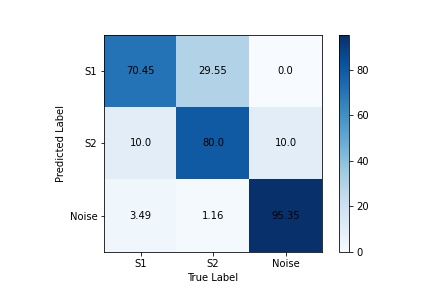 S1 70.45 29.55 0.0
S2 10.0 80.0 10.0
Noise 3.49 1.16 95.35
S1 S2 Noise
True Label
Predicted Label
80
60
40
20
0